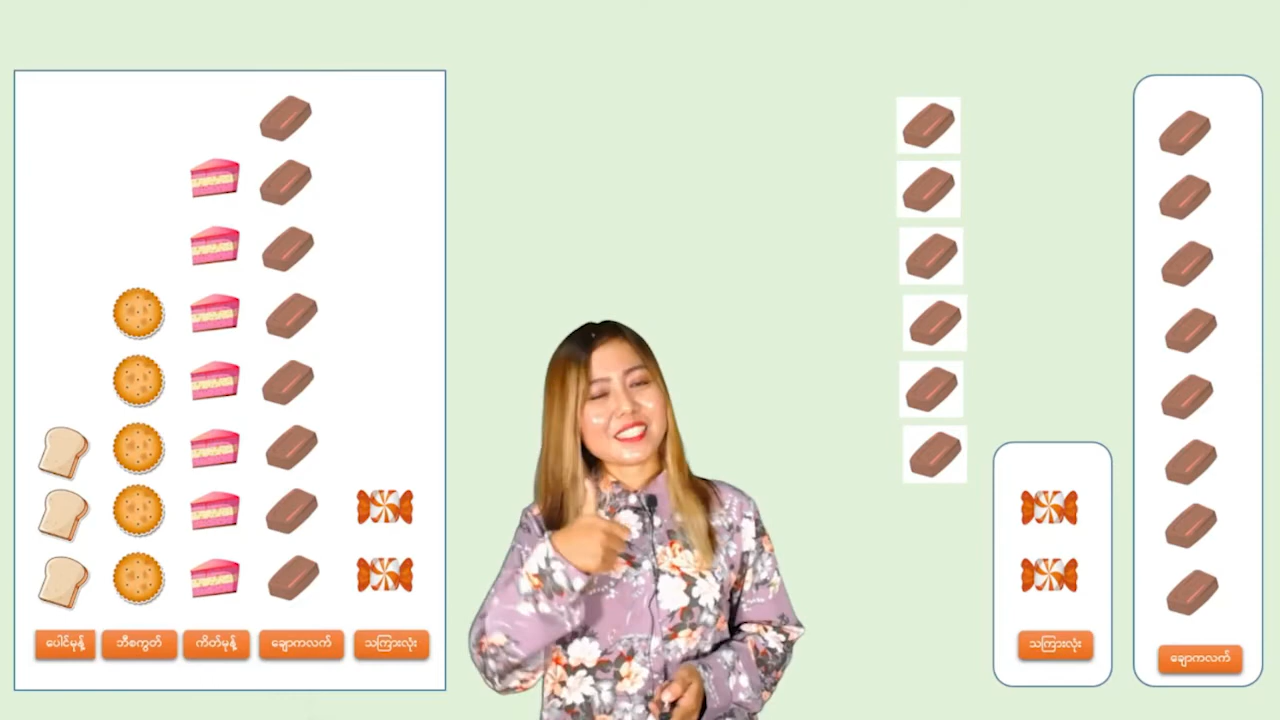 ပေါင်မုန့်
ဘီစကွတ်
ကိတ်မုန့်
ချောကလက်
သကြားလုံး
သကြားလုံး
ချောကလက်